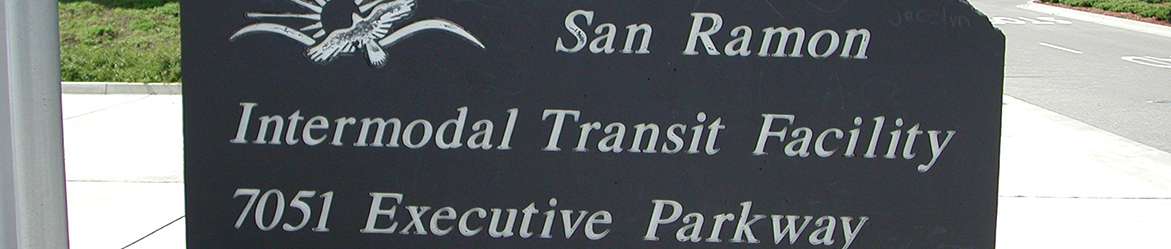 San Ramon
Intermodal Transit Facility
7051 Executive Parkway